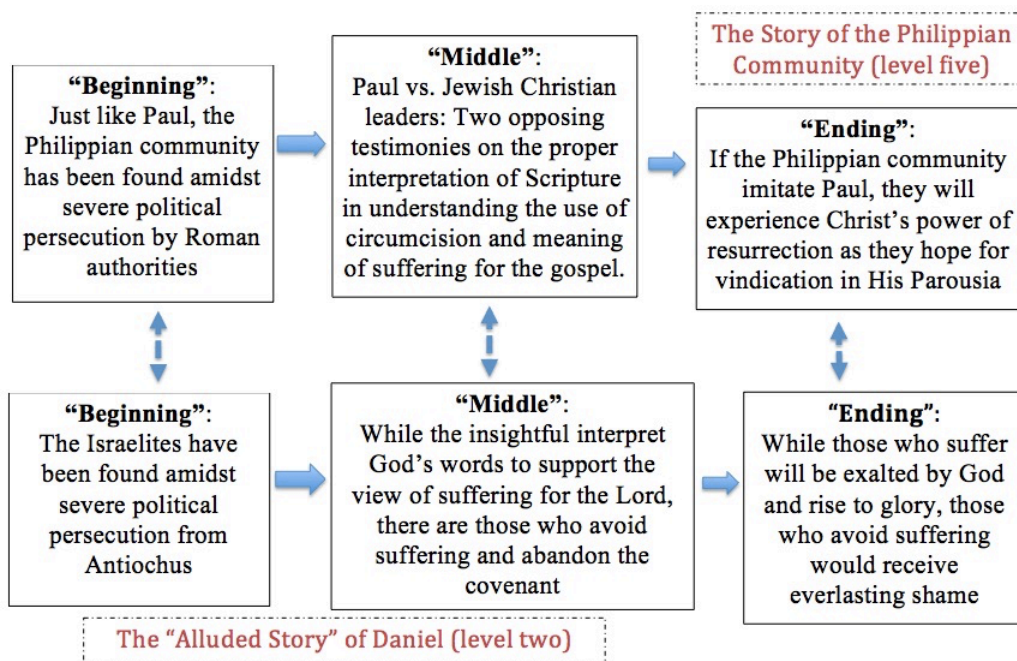 The Story of the Philippian
Community (level five)
“Beginning”:
Just like Paul, the
Philippian community
has been found amidst
severe political
persecution by Roman
authorities
“Middle”:
Paul vs. Jewish Christian
leaders: Two opposing
testimonies on the proper
interpretation of Scripture
in understanding the use of
circumcision and meaning
of suffering for the gospel.
“Ending”:
If the Philippian community
imitate Paul, they will
experience Christ’s power of
resurrection as they hope for
vindication in His Parousia
“Beginning”:
The Israelites have
been found amidst
severe political
persecution from
Antiochus
“Middle”:
While the insightful interpret
God’s words to support the
view of suffering for the Lord,
there are those who avoid
suffering and abandon the
covenant
“Ending”:
While those who suffer
will be exalted by God
and rise to glory, those
who avoid suffering
would receive
everlasting shame
The “Alluded Story” of Daniel (level two)